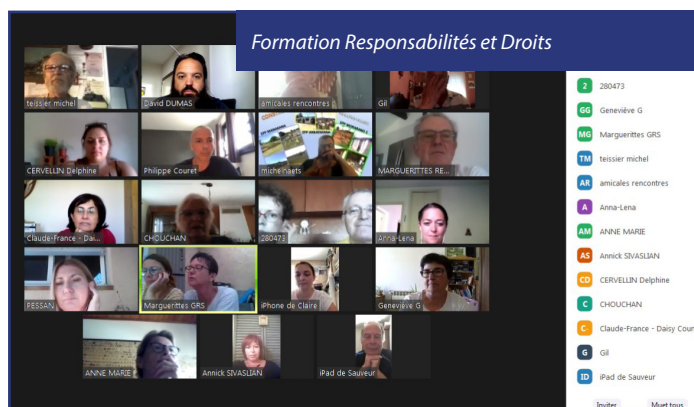 Formation Responsabilités et Droits
teissier michel
David DUMAS
amicales rencontres
Gil
CERVELLIN Delphine
Philippe Couret
michelnaets
MARGUERITTES RE...
Claude-France - Dai...
CHOUCHAN
280473
Anna-Lena
PESSAN
Marguerittes GRS
iPhone de Claire
Geneviève G
ANNE MARIE
Annick SIVASLIAN
iPad de Sauveur
2 280473
GG Geneviève G
MG Marguerittes GRS
TM teissier michel
AR amicales rencontres
A Anna-Lena
AM ANNE MARIE
AS Annick SIVASLIAN
CD CERVELLIN Delphine
C CHOUCHAN
C- Claude-France - Daisy Cour
G Gil
ID iPad de Sauveur
Inviter Muet tous